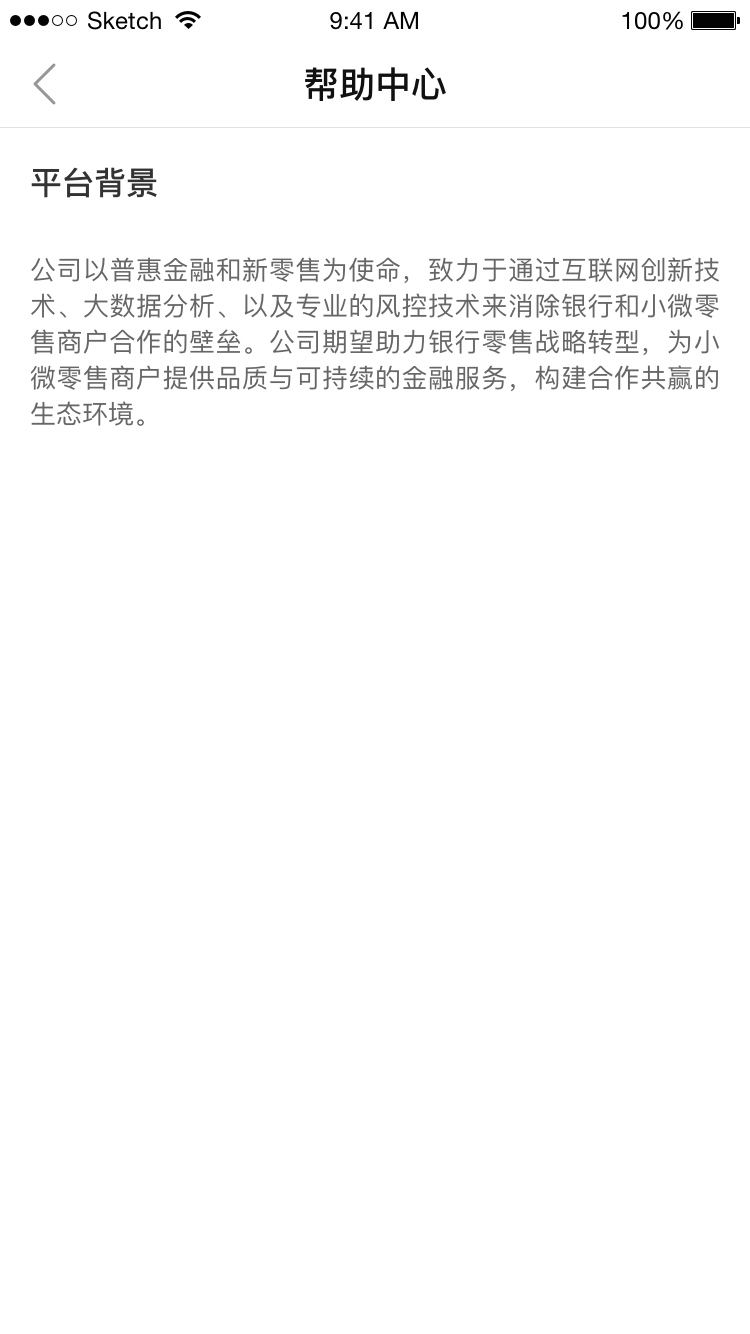 Sketch 9:41 AM 100%
帮助中心
平台背景
公司以普惠金融和新零售为使命，致力于通过互联网创新技
术、大数据分析、以及专业的风控技术来消除银行和小微零
售商户合作的壁垒。公司期望助力银行零售战略转型，为小
微零售商户提供品质与可持续的金融服务，构建合作共赢的
生态环境。